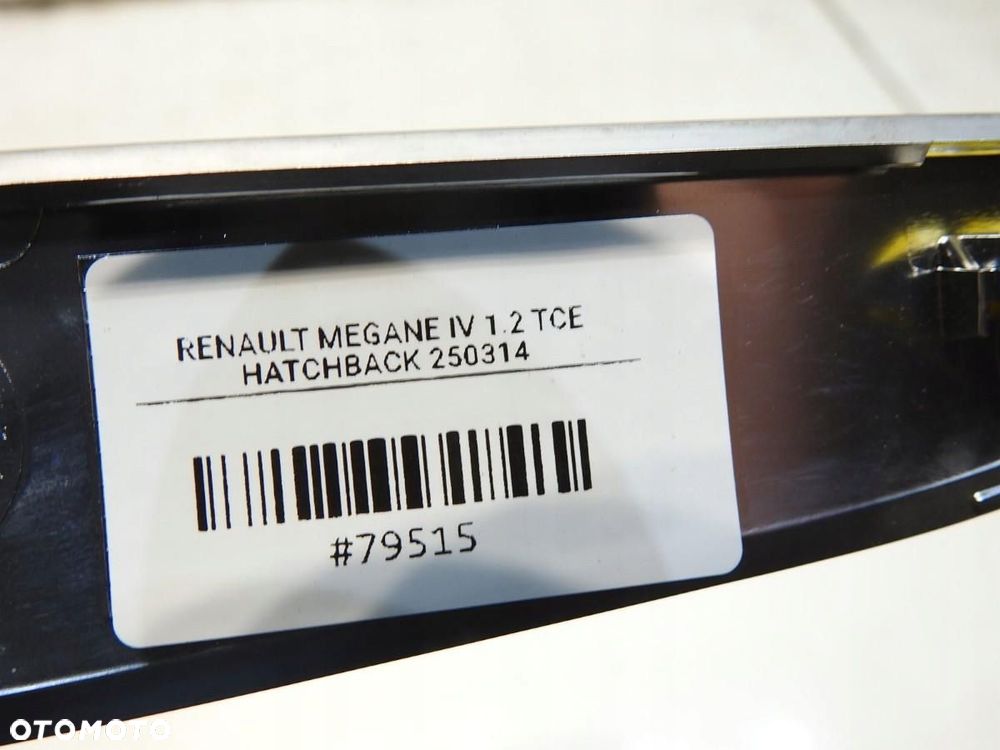 RENAULT MEGANE IV 1.2 TCE
HATCHBACK 250314
#79515
OTOMOTO